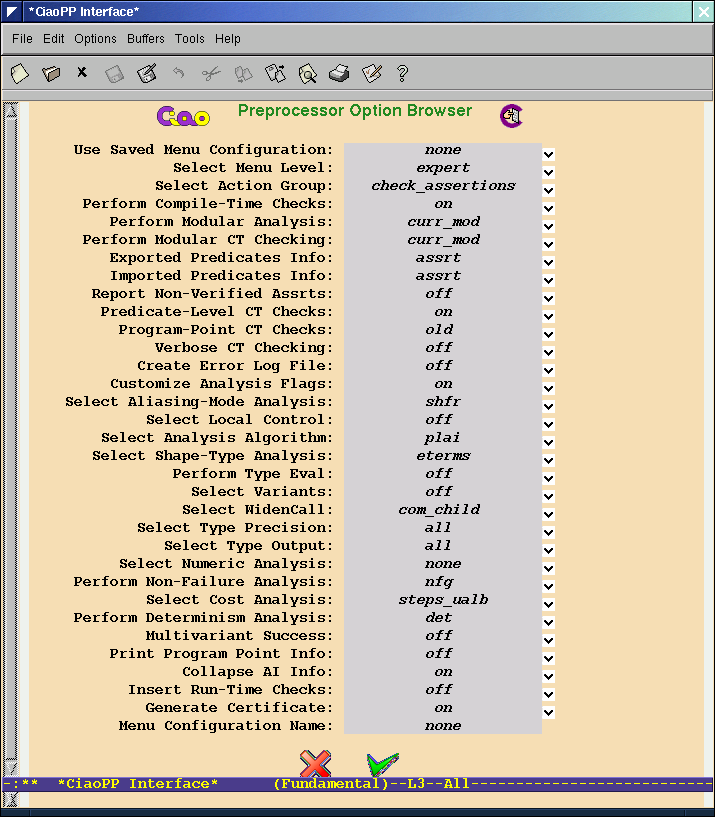 *CiaoPP Interface*
File Edit Options Buffers Tools Help
Ciao Preprocessor Option Browser
Use Saved Menu Configuration: none
Select Menu Level: expert
Select Action Group: check_assertions
Perform Compile-Time Checks: on
Perform Modular Analysis: curr_mod
Perform Modular CT Checking: curr_mod
Exported Predicates Info: assrt
Imported Predicates Info: assrt
Report Non-Verified Assrts: off
Predicate-Level CT Checks: on
Program-Point CT Checks: old
Verbose CT Checking: off
Create Error Log File: off
Customize Analysis Flags: on
Select Aliasing-Mode Analysis: shfr
Select Local Control: off
Select Analysis Algorithm: plai
Select Shape-Type Analysis: eterms
Perform Type Eval: off
Select Variants: off
Select WidenCall: com_child
Select Type Precision: all
Select Type Output: all
Select Numeric Analysis: none
Perform Non-Failure Analysis: nfg
Select Cost Analysis: steps_ualb
Perform Determinism Analysis: det
Multivariant Success: off
Print Program Point Info: off
Collapse AI Info: on
Insert Run-Time Checks: off
Generate Certificate: on
Menu Configuration Name: none
-:** *CiaoPP Interface* (Fundamental)--L3--All---------------------------